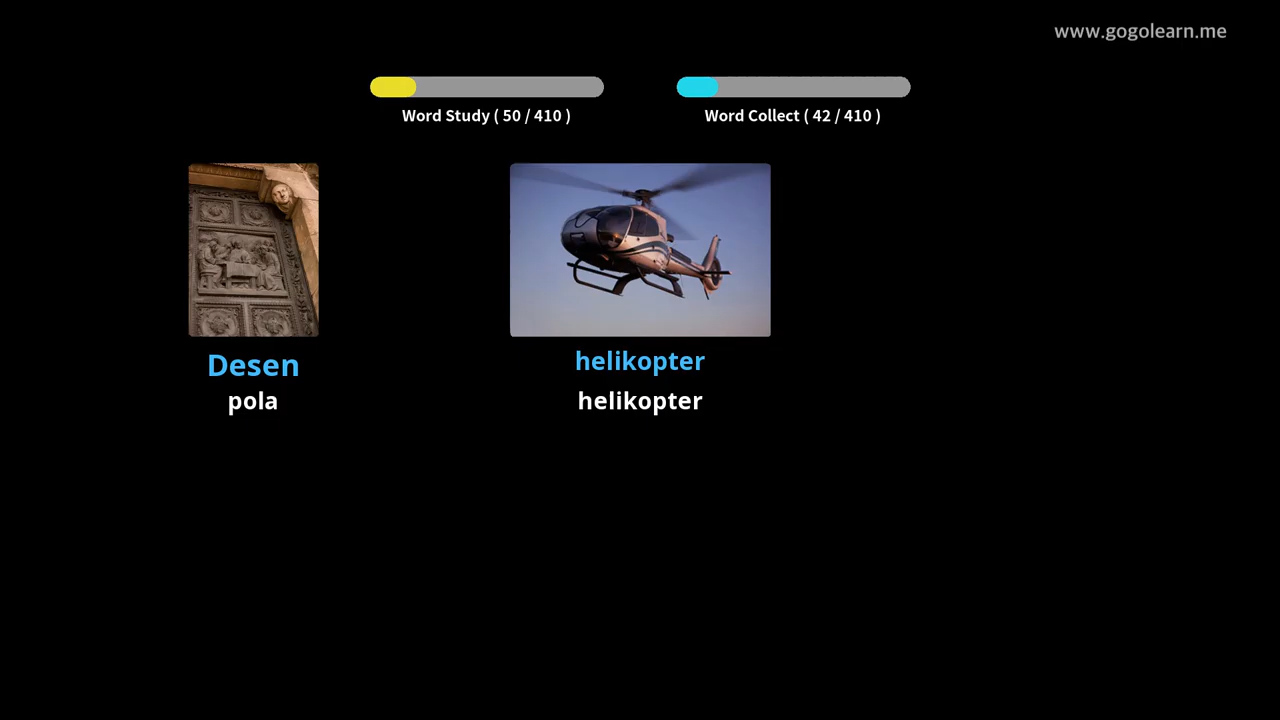 www.gogolearn.me
Word Study ( 50 / 410 )
Word Collect ( 42 / 410 )
Desen
pola
helikopter
helikopter